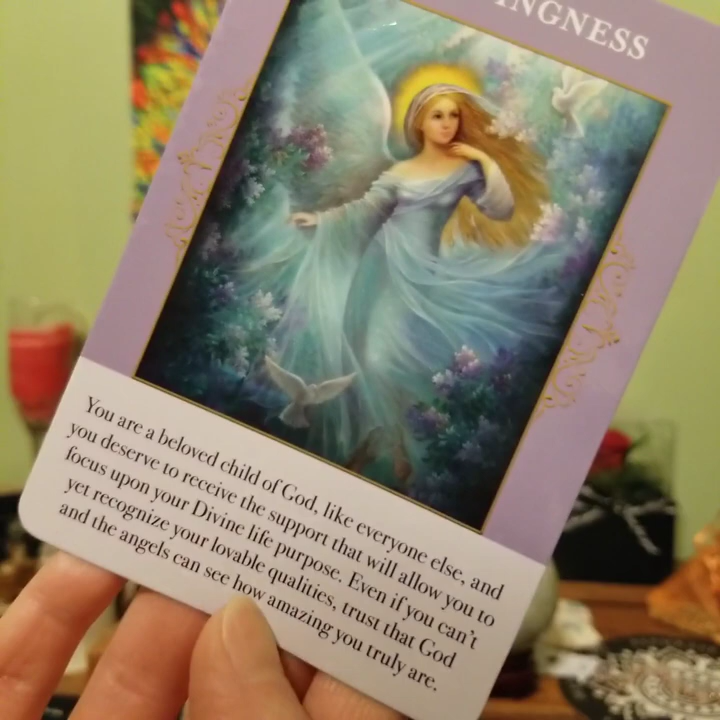 INGNESS
You are a beloved child of God, like everyone else, and
you deserve to receive the support that will allow you to
focus upon your Divine life purpose. Even if you can't
yet recognize your lovable qualities, trust that God
and the angels can see how amazing you truly are.